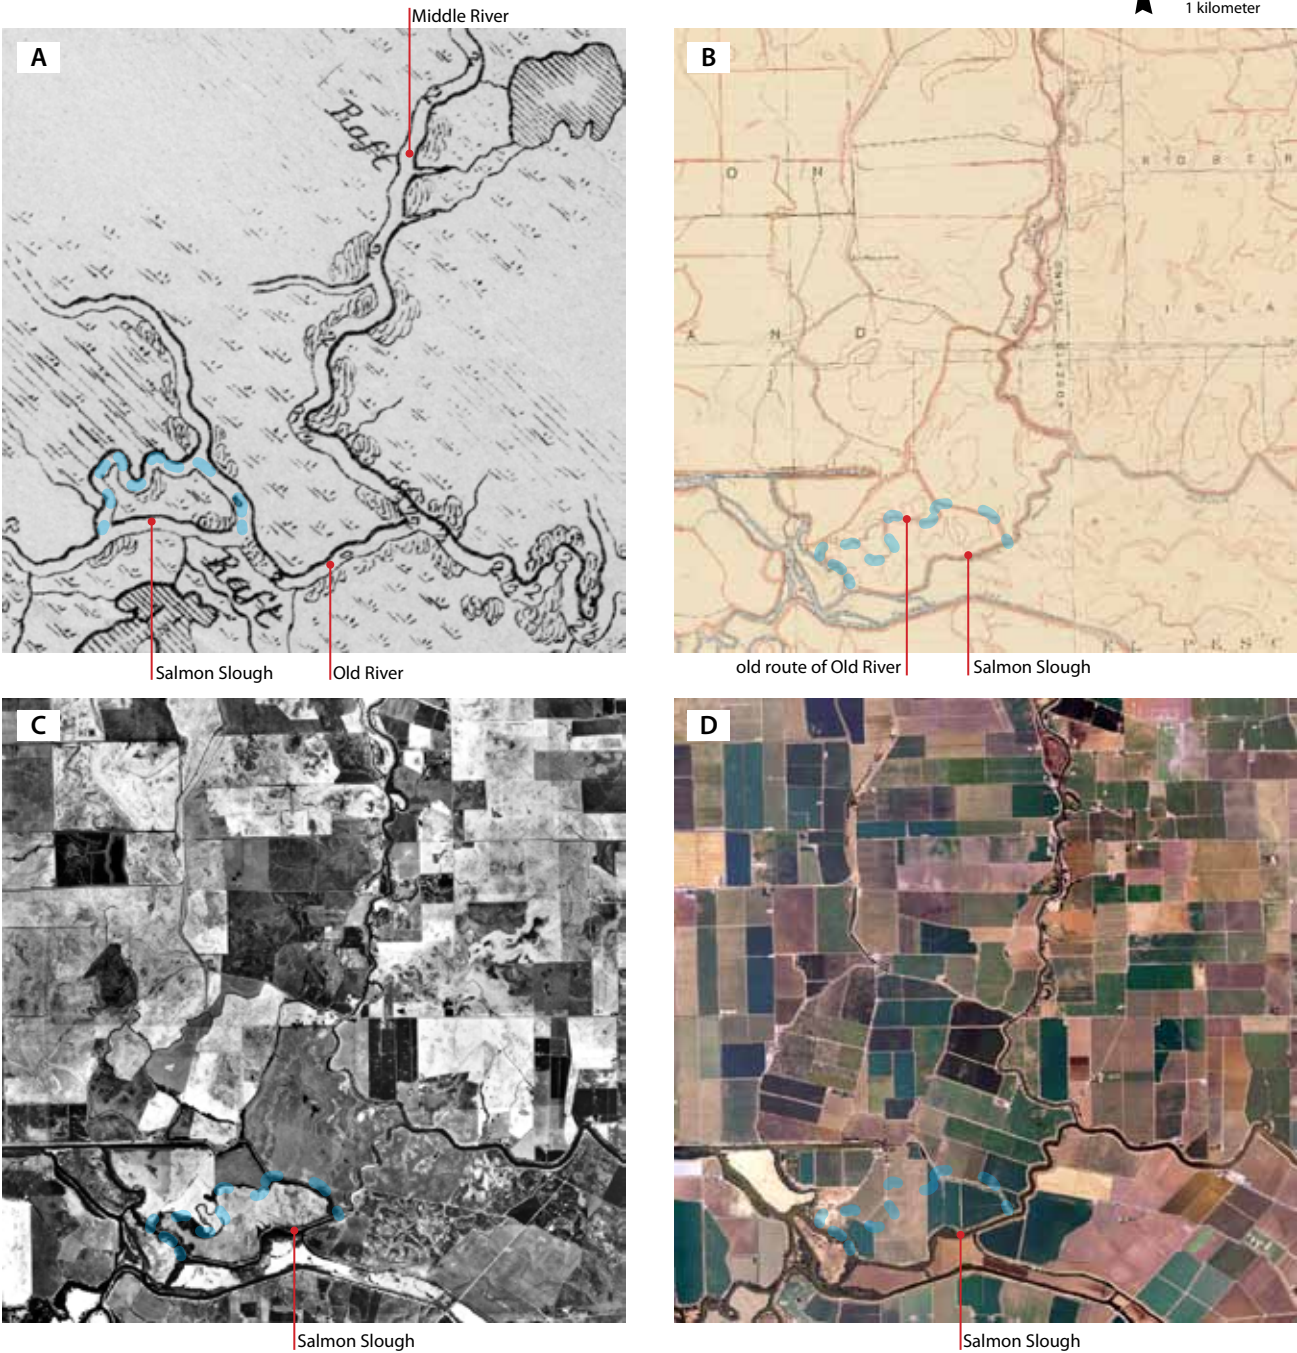 Middle River
1 kilometer
A
Raft
Raft
Salmon Slough
Old River
B
O N
R O B E R
ROBERTS ISLAND
I S L A
A N D
old route of Old River
Salmon Slough
C
Salmon Slough
D
Salmon Slough